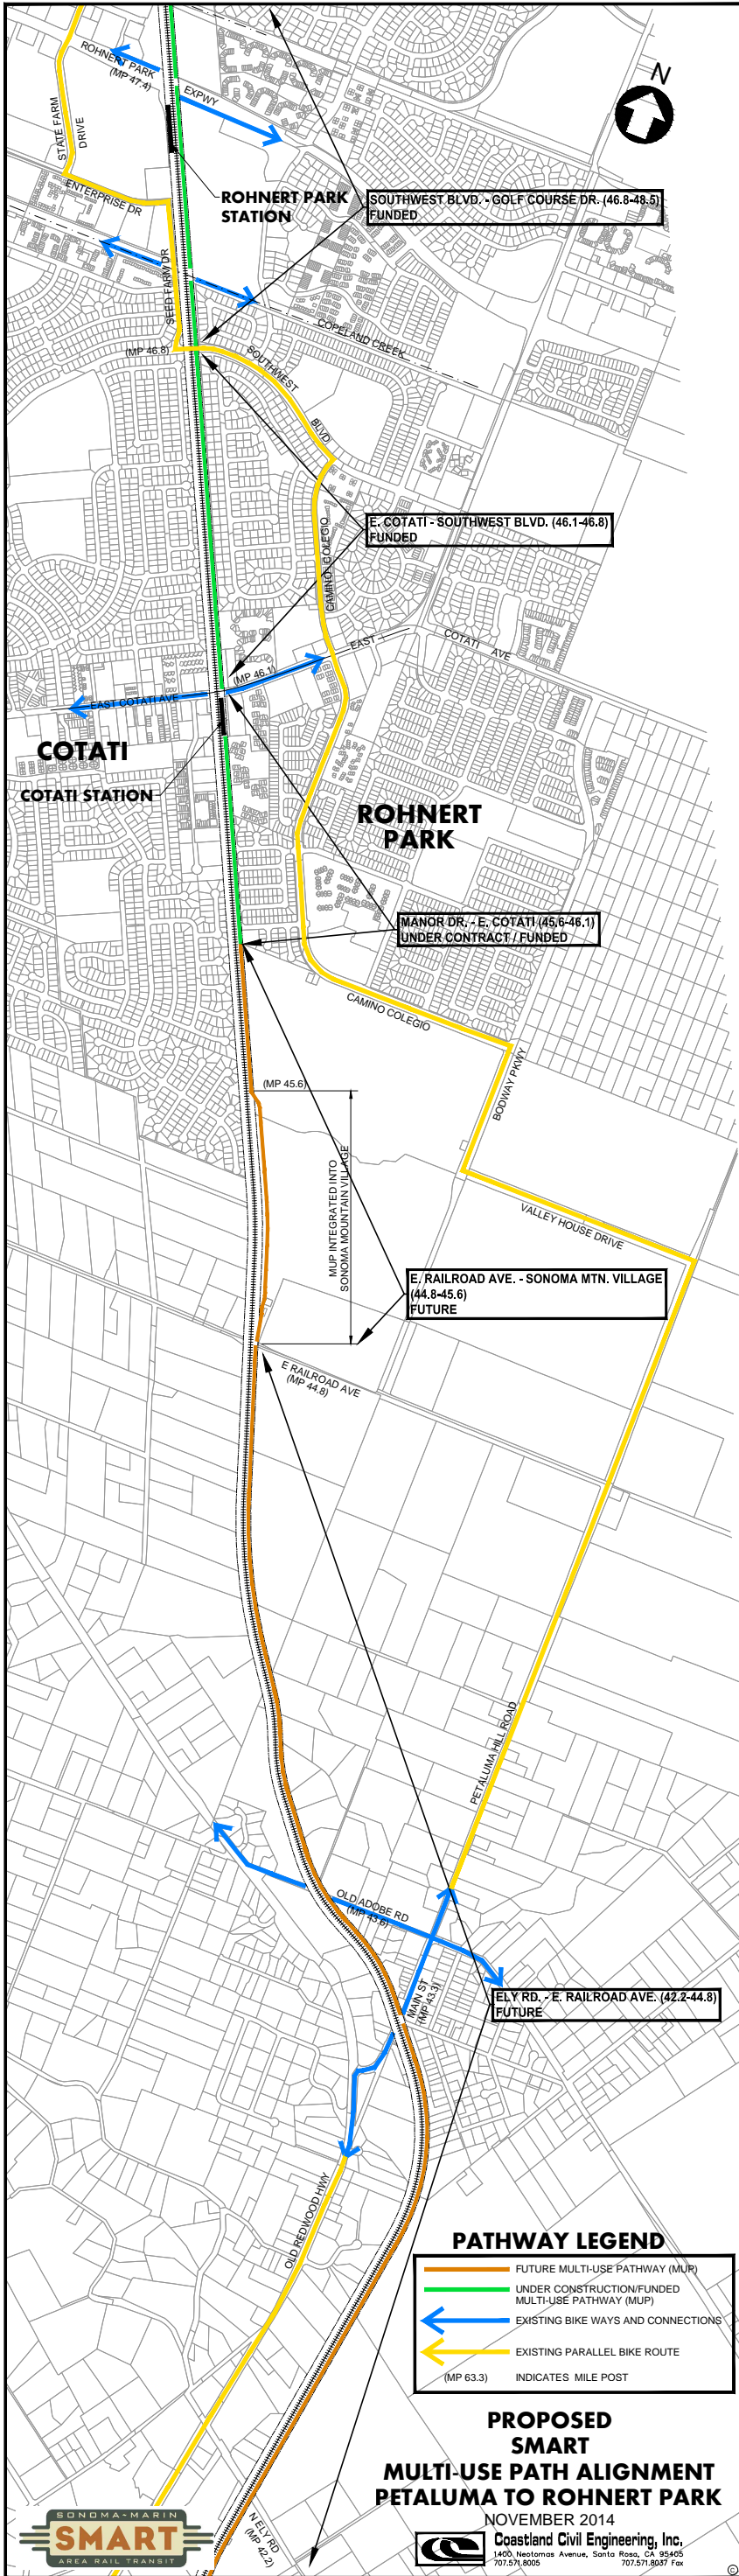 ROHNERT PARK
(MP 47.4)
EXPWY
N
STATE FARM
DRIVE
ENTERPRISE DR
ROHNERT PARK
STATION
SOUTHWEST BLVD. - GOLF COURSE DR. (46.8-48.5)
FUNDED
SEED FARM DR
COPELAND CREEK
(MP 46.8)
SOUTHWEST
BLVD
E. COTATI - SOUTHWEST BLVD. (46.1-46.8)
FUNDED
CAMINO COLEGIO
EAST
COTATI AVE
(MP 46.1)
EAST COTATI AVE
COTATI
COTATI STATION
ROHNERT
PARK
MANOR DR. - E. COTATI (45.6-46.1)
UNDER CONTRACT / FUNDED
CAMINO COLEGIO
BODWAY PKWY
(MP 45.6)
MUP INTEGRATED INTO
SONOMA MOUNTAIN VILLAGE
VALLEY HOUSE DRIVE
E. RAILROAD AVE. - SONOMA MTN. VILLAGE
(44.8-45.6)
FUTURE
E RAILROAD AVE
(MP 44.8)
PETALUMA HILL ROAD
OLD ADOBE RD
(MP 43.6)
MAIN ST
(MP 43.3)
ELY RD. - E. RAILROAD AVE. (42.2-44.8)
FUTURE
OLD REDWOOD HWY
PATHWAY LEGEND
FUTURE MULTI-USE PATHWAY (MUP)
UNDER CONSTRUCTION/FUNDED
MULTI-USE PATHWAY (MUP)
EXISTING BIKE WAYS AND CONNECTIONS
EXISTING PARALLEL BIKE ROUTE
(MP 63.3) INDICATES MILE POST
PROPOSED
SMART
MULTI-USE PATH ALIGNMENT
PETALUMA TO ROHNERT PARK
NOVEMBER 2014
N ELY RD
(MP 42.2)
SONOMA-MARIN
SMART
AREA RAIL TRANSIT
Coastland Civil Engineering, Inc.
1400 Neotomas Avenue, Santa Rosa, CA 95405
707.571.8005 707.571.8037 Fax
©